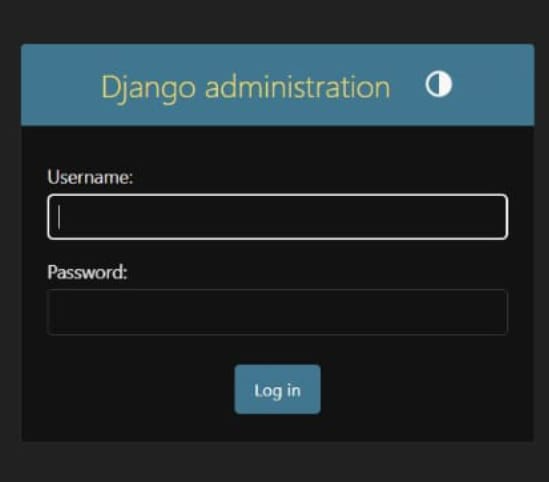 Django administration
Username:
Password:
Log in